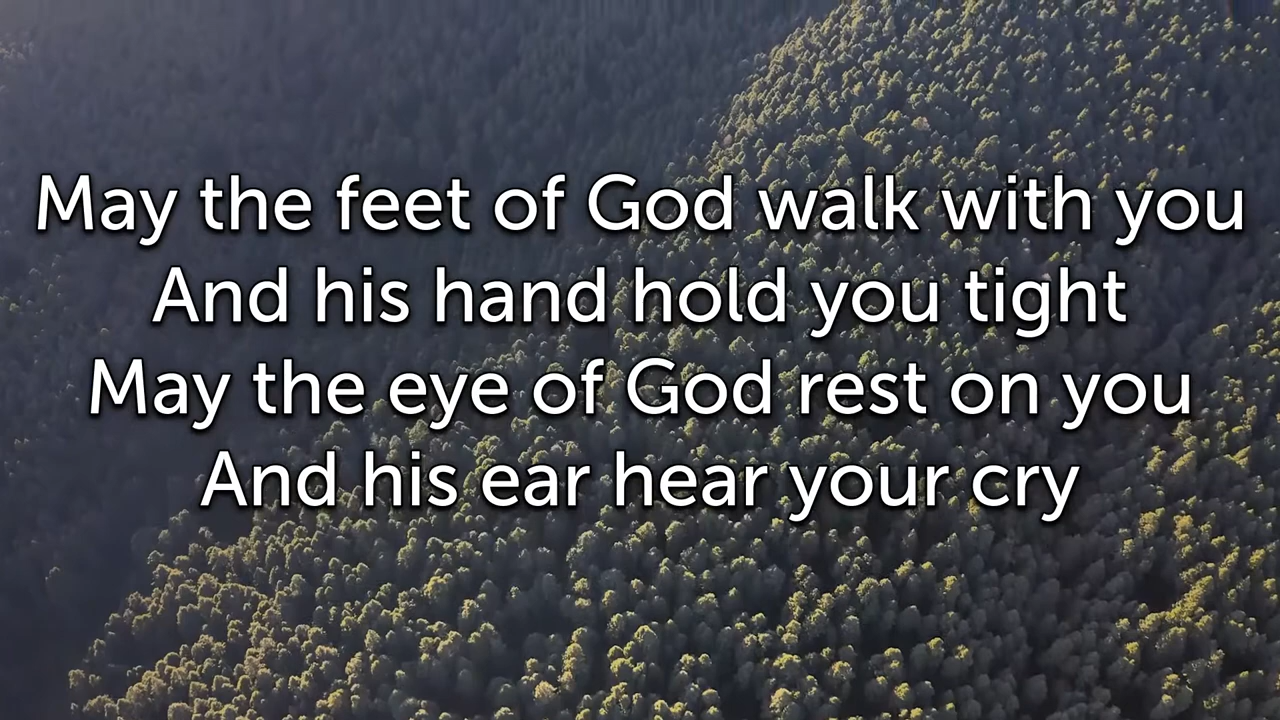 May the feet of God walk with you
And his hand hold you tight
May the eye of God rest on you
And his ear hear your cry